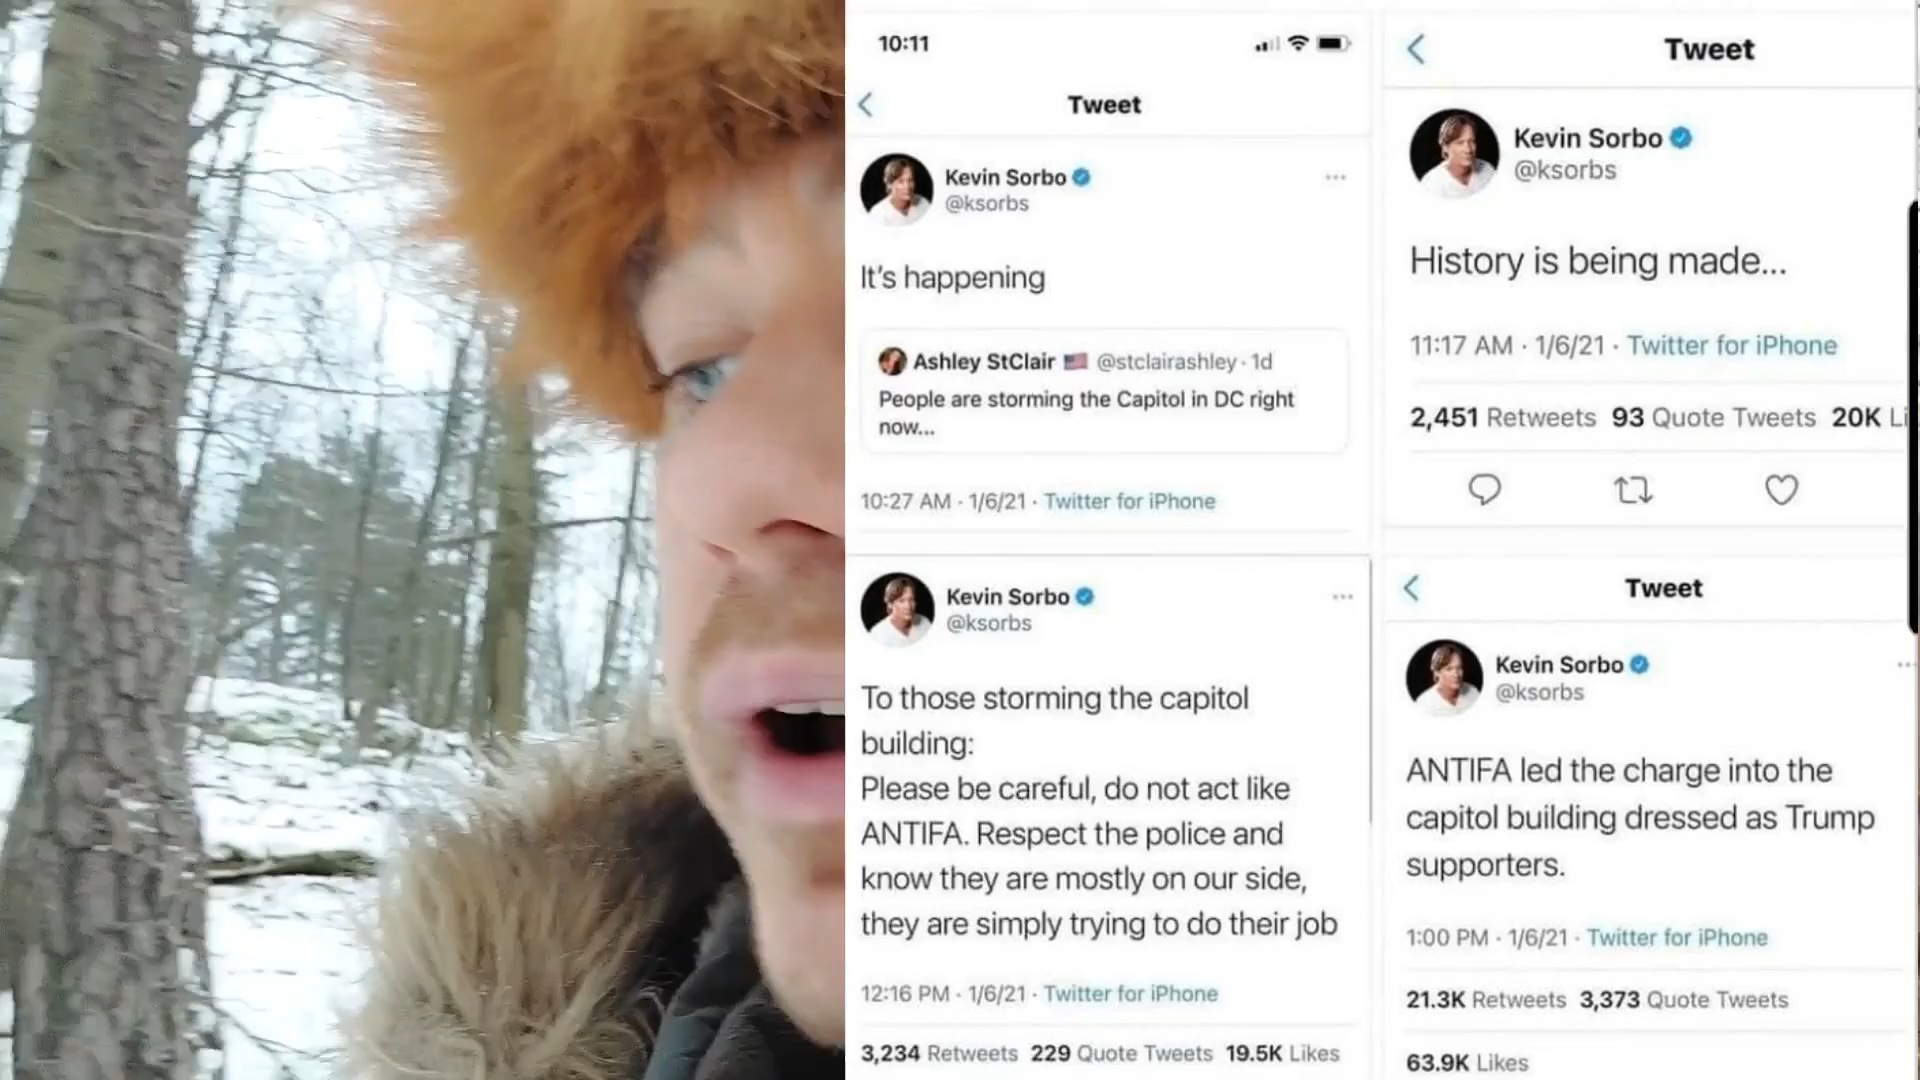 10:11
Tweet
Kevin Sorbo
@ksorbs
It's happening
Ashley StClair 🇺🇸 @stclairashley · 1d
People are storming the Capitol in DC right
now...
10:27 AM · 1/6/21 · Twitter for iPhone
Tweet
Kevin Sorbo
@ksorbs
History is being made...
11:17 AM · 1/6/21 · Twitter for iPhone
2,451 Retweets 93 Quote Tweets 20K Li
Kevin Sorbo
@ksorbs
To those storming the capitol
building:
Please be careful, do not act like
ANTIFA. Respect the police and
know they are mostly on our side,
they are simply trying to do their job
12:16 PM · 1/6/21 · Twitter for iPhone
3,234 Retweets 229 Quote Tweets 19.5K Likes
Tweet
Kevin Sorbo
@ksorbs
ANTIFA led the charge into the
capitol building dressed as Trump
supporters.
1:00 PM · 1/6/21 · Twitter for iPhone
21.3K Retweets 3,373 Quote Tweets
63.9K Likes